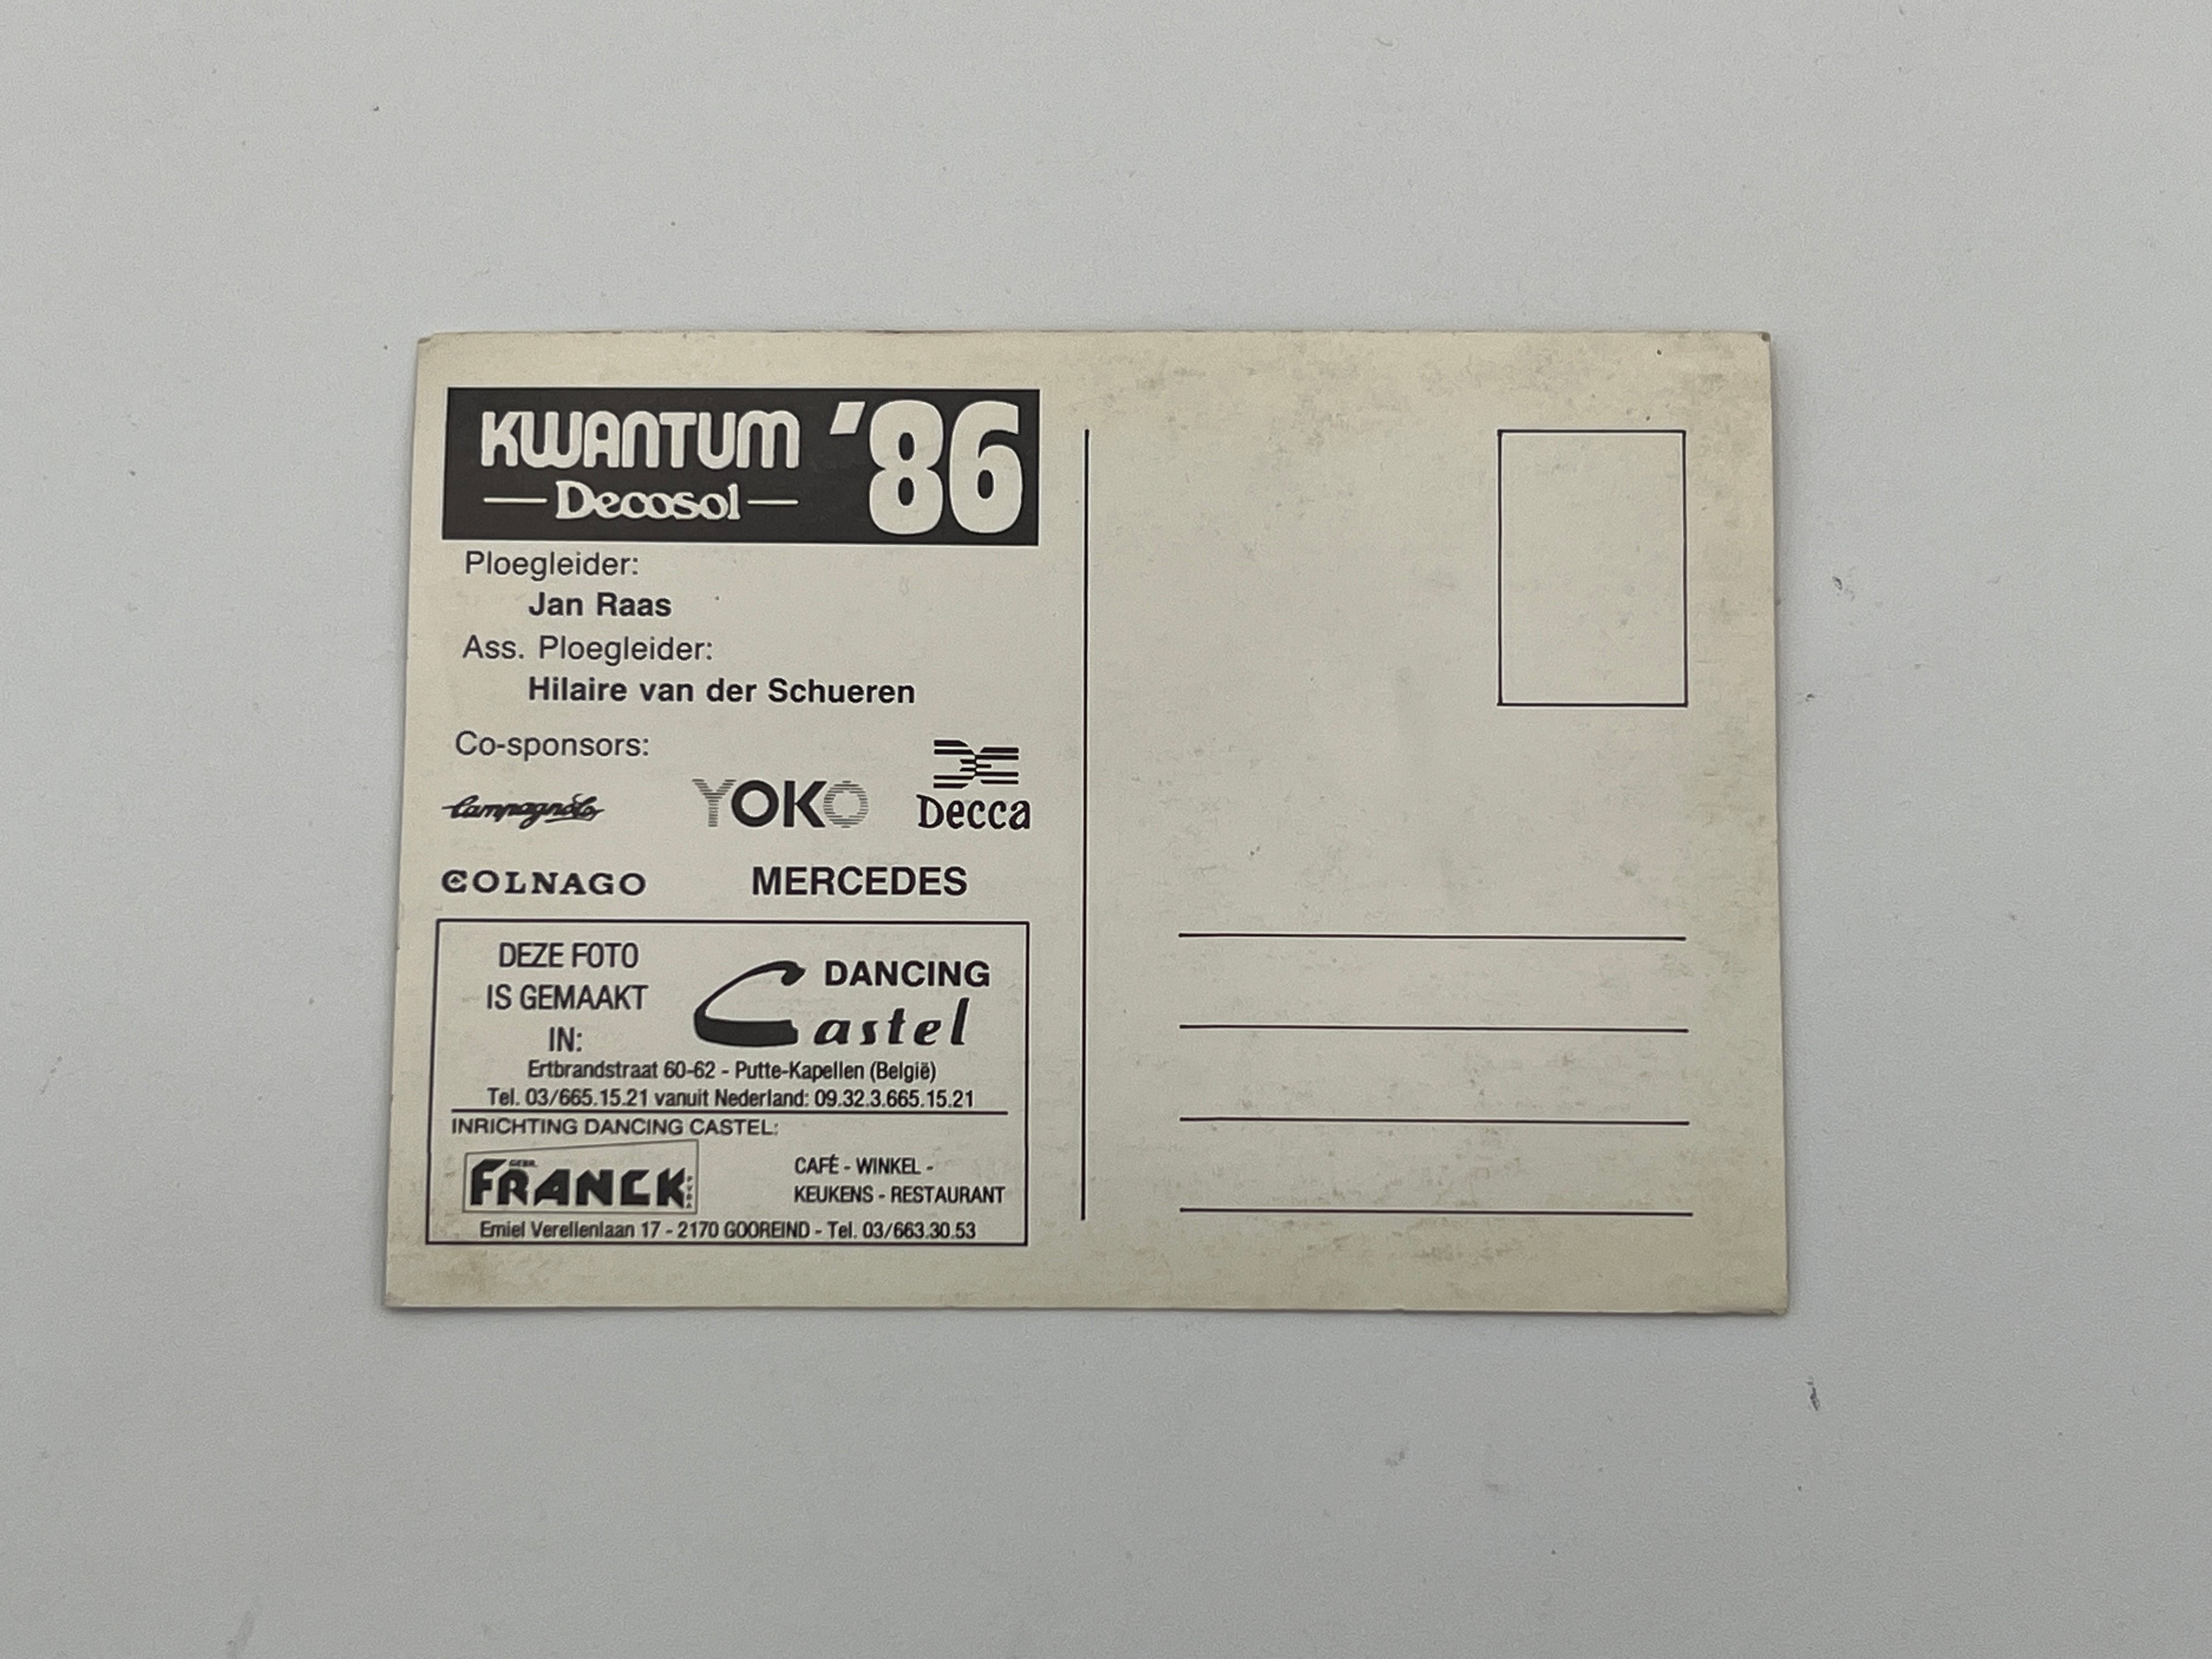 KWANTUM '86
Decosol
Ploegleider:
Jan Raas
Ass. Ploegleider:
Hilaire van der Schueren
Co-sponsors:
Campagnolo YOKO Decca
COLNAGO MERCEDES
DEZE FOTO
IS GEMAAKT
IN:
DANCING
Castel
Ertbrandstraat 60-62 - Putte-Kapellen (België)
Tel. 03/665.15.21 vanuit Nederland: 09.32.3.665.15.21
INRICHTING DANCING CASTEL:
GEBR.
FRANCK PVBA
CAFÉ - WINKEL -
KEUKENS - RESTAURANT
Emiel Verellenlaan 17 - 2170 GOOREIND - Tel. 03/663.30.53